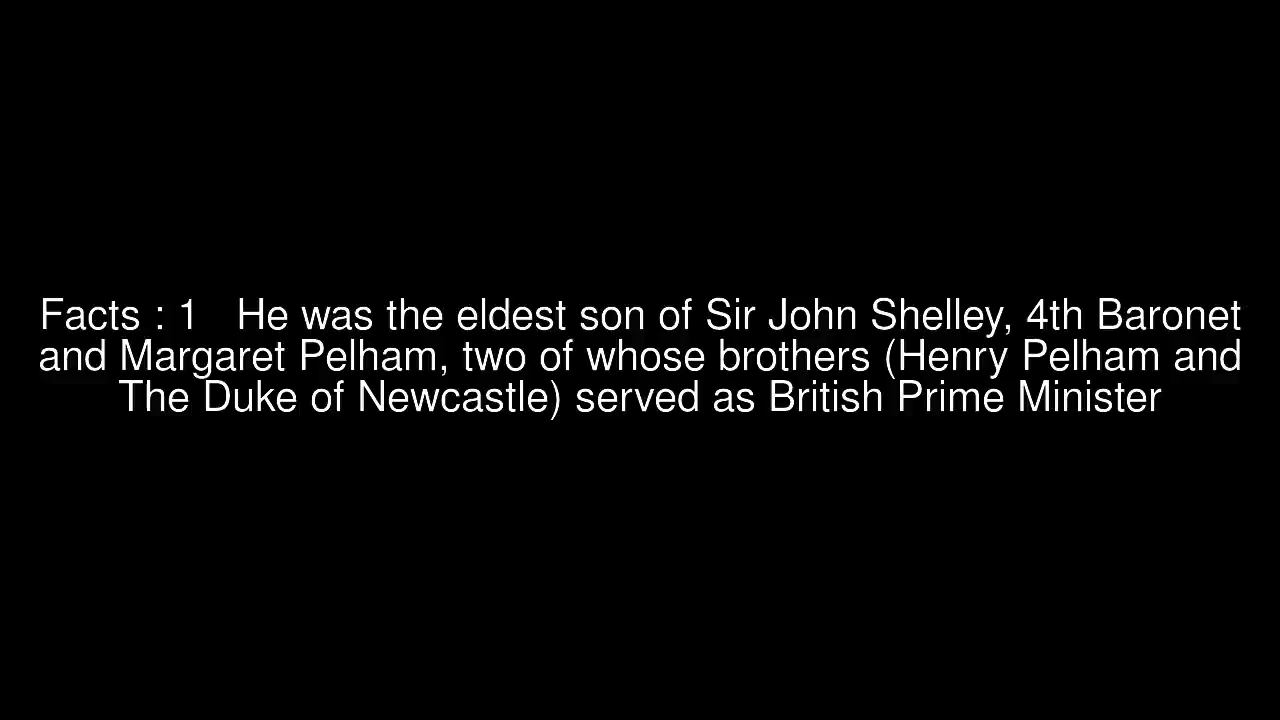 Facts : 1   He was the eldest son of Sir John Shelley, 4th Baronet
and Margaret Pelham, two of whose brothers (Henry Pelham and
The Duke of Newcastle) served as British Prime Minister